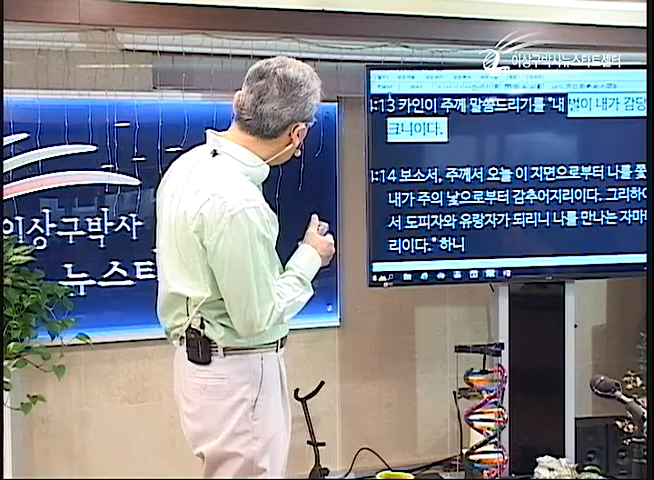 이상구박사뉴스타트센터
:13 카인이 주께 말씀드리기를 "내 벌이 내가 감당
크니이다.
:14 보소서, 주께서 오늘 이 지면으로부터 나를 쫓
내가 주의 낯으로부터 감추어지리이다. 그리하여
서 도피자와 유랑자가 되리니 나를 만나는 자마
리이다." 하니
이상구박사
뉴스타